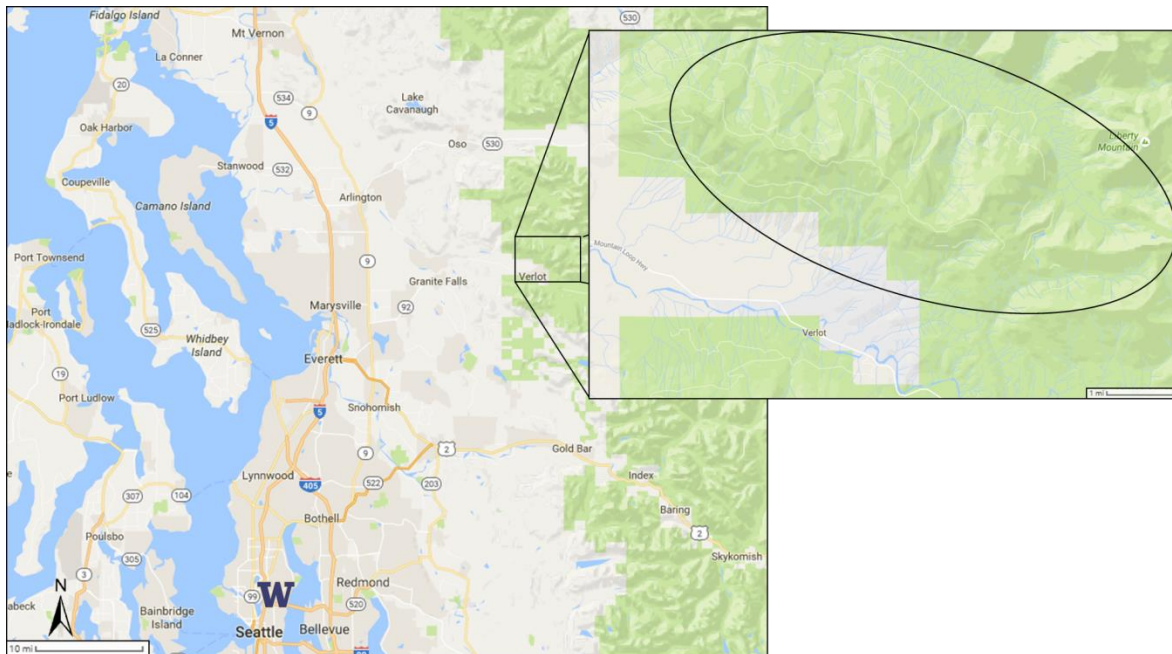 Fidalgo Island
Mt Vernon
530
La Conner
20
534
9
Lake
Cavanaugh
5
Oak Harbor
Oso
530
Stanwood
532
Coupeville
Camano Island
Arlington
Port Townsend
9
Verlot
Granite Falls
Port
Marysville
92
525
Whidbey
Island
Everett
19
Port Ludlow
5
Snohomish
2
Gold Bar
9
Lynnwood
522
203
Index
104
405
307
Bothell
Baring
2
Poulsbo
305
Skykomish
3
N
W
99
Redmond
520
Bainbridge
Island
Seattle
Bellevue
10 mi
Liberty
Mountain
Mountain Loop Hwy
Verlot
1 mi